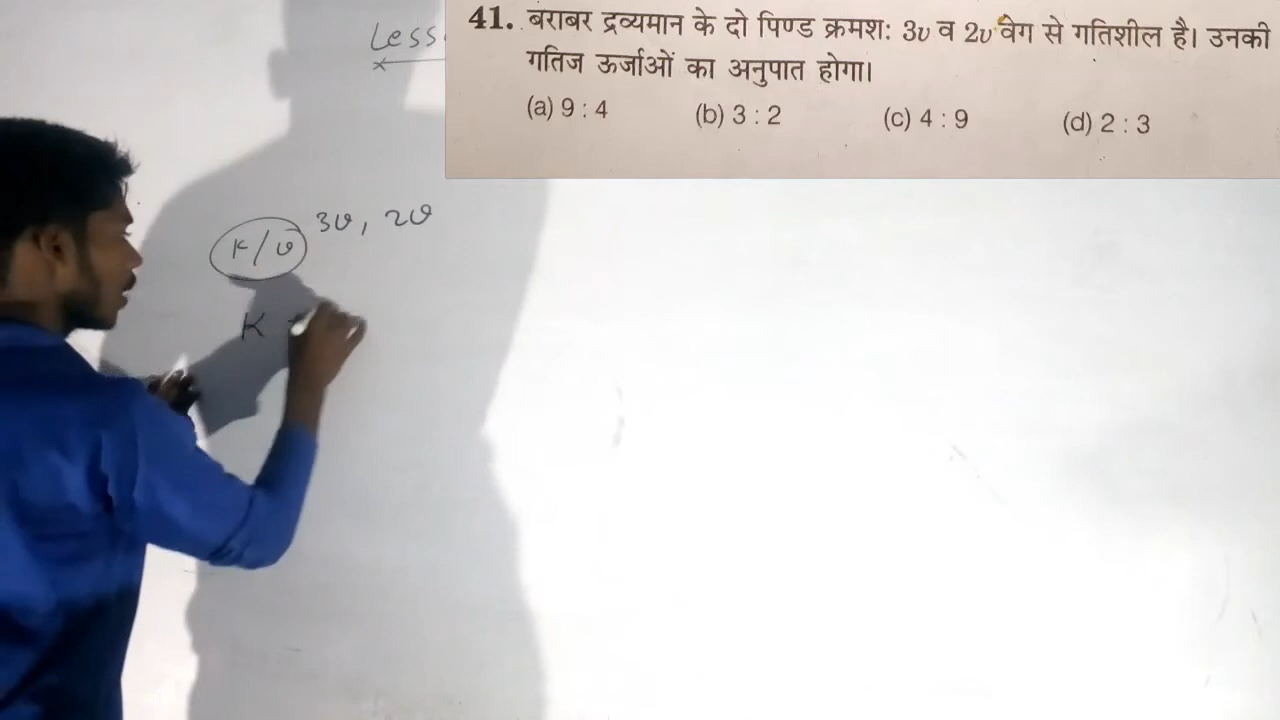 41. बराबर द्रव्यमान के दो पिण्ड क्रमशः 3v व 2v वेग से गतिशील है। उनकी
गतिज ऊर्जाओं का अनुपात होगा।
(a) 9 : 4 (b) 3 : 2 (c) 4 : 9 (d) 2 : 3
Less
K/v 3v, 2v
K